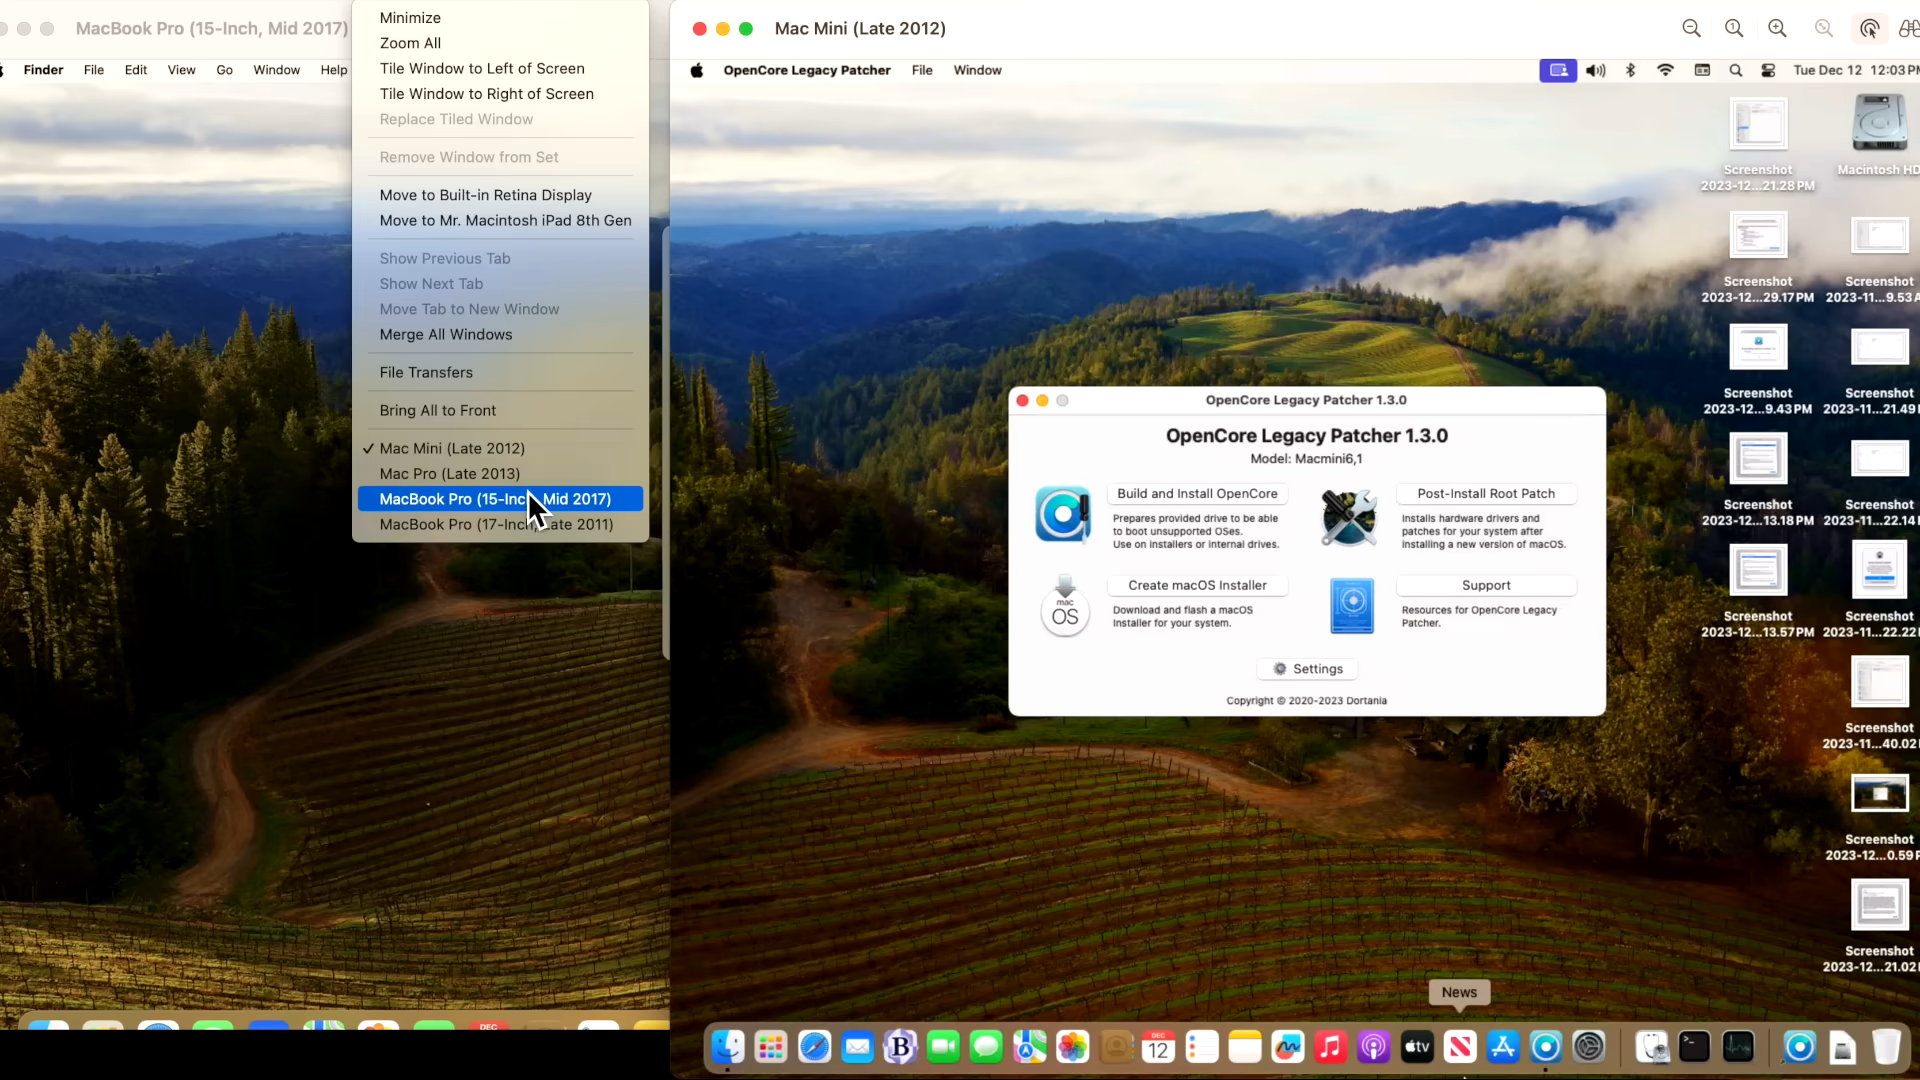 MacBook Pro (15-Inch, Mid 2017)
Finder File Edit View Go Window Help
Minimize
Zoom All
Tile Window to Left of Screen
Tile Window to Right of Screen
Replace Tiled Window
Remove Window from Set
Move to Built-in Retina Display
Move to Mr. Macintosh iPad 8th Gen
Show Previous Tab
Show Next Tab
Move Tab to New Window
Merge All Windows
File Transfers
Bring All to Front
✓ Mac Mini (Late 2012)
Mac Pro (Late 2013)
MacBook Pro (15-Inch, Mid 2017)
MacBook Pro (17-Inch, Late 2011)
DEC
Mac Mini (Late 2012)
OpenCore Legacy Patcher File Window
Tue Dec 12 12:03PM
Screenshot
2023-12...21.28 PM
Macintosh HD
Screenshot
2023-12...29.17 PM
Screenshot
2023-11...9.53
Screenshot
2023-12...9.43 PM
Screenshot
2023-11...21.49
Screenshot
2023-12...13.18 PM
Screenshot
2023-11...22.14
Screenshot
2023-12...13.57 PM
Screenshot
2023-11...22.22
Screenshot
2023-11...40.02
Screenshot
2023-12...0.59
Screenshot
2023-12...21.02
OpenCore Legacy Patcher 1.3.0
OpenCore Legacy Patcher 1.3.0
Model: Macmini6,1
Build and Install OpenCore
Prepares provided drive to be able
to boot unsupported OSes.
Use on installers or internal drives.
Post-Install Root Patch
Installs hardware drivers and
patches for your system after
installing a new version of macOS.
mac
OS
Create macOS Installer
Download and flash a macOS
Installer for your system.
Support
Resources for OpenCore Legacy
Patcher.
Settings
Copyright © 2020-2023 Dortania
News
B
DEC
12
tv